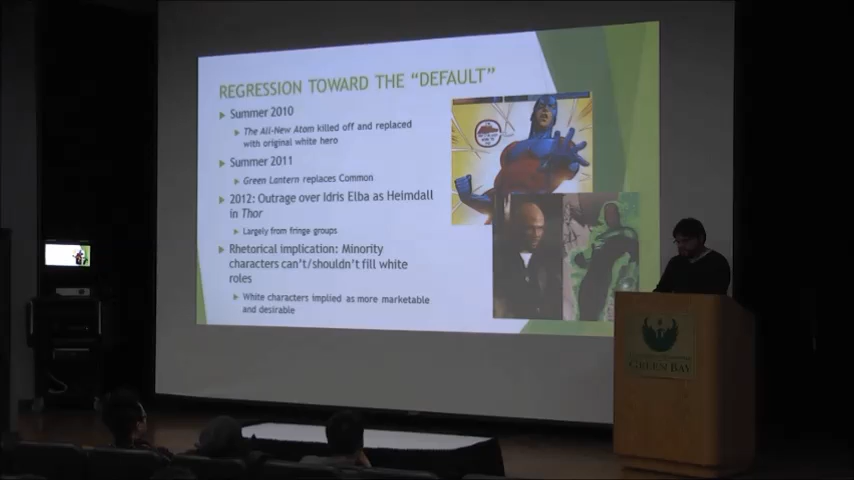 REGRESSION TOWARD THE “DEFAULT”
Summer 2010
The All-New Atom killed off and replaced
with original white hero
Summer 2011
Green Lantern replaces Common
2012: Outrage over Idris Elba as Heimdall
in Thor
Largely from fringe groups
Rhetorical implication: Minority
characters can’t/shouldn’t fill white
roles
White characters implied as more marketable
and desirable
GREEN BAY